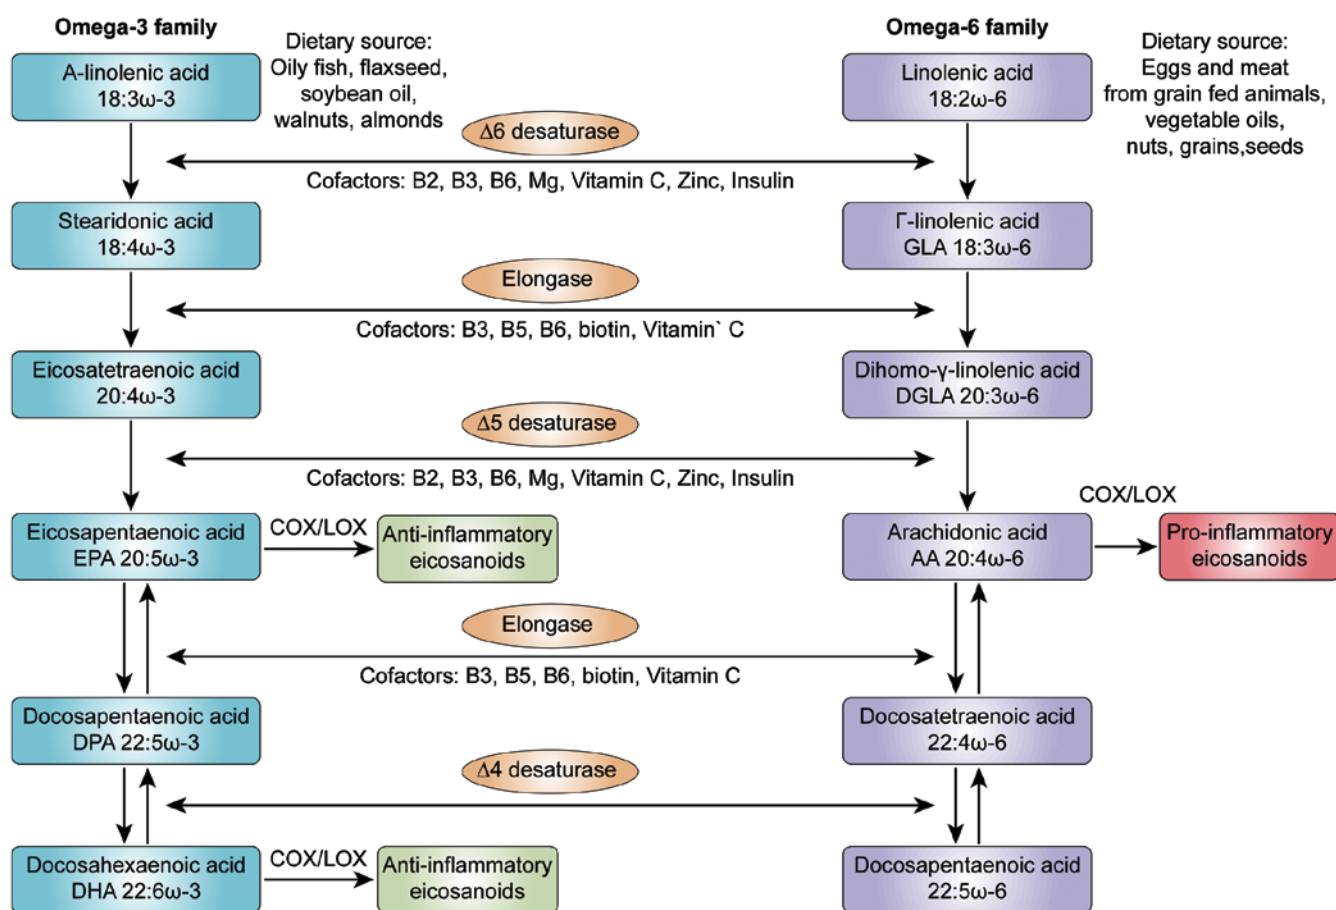 Omega-3 family
Omega-6 family
A-linolenic acid
18:3ω-3
Dietary source:
Oily fish, flaxseed,
soybean oil,
walnuts, almonds
Linolenic acid
18:2ω-6
Dietary source:
Eggs and meat
from grain fed animals,
vegetable oils,
nuts, grains,seeds
Δ6 desaturase
Cofactors: B2, B3, B6, Mg, Vitamin C, Zinc, Insulin
Stearidonic acid
18:4ω-3
Γ-linolenic acid
GLA 18:3ω-6
Elongase
Cofactors: B3, B5, B6, biotin, Vitamin` C
Eicosatetraenoic acid
20:4ω-3
Dihomo-γ-linolenic acid
DGLA 20:3ω-6
Δ5 desaturase
Cofactors: B2, B3, B6, Mg, Vitamin C, Zinc, Insulin
Eicosapentaenoic acid
EPA 20:5ω-3
COX/LOX
Anti-inflammatory
eicosanoids
Arachidonic acid
AA 20:4ω-6
COX/LOX
Pro-inflammatory
eicosanoids
Elongase
Cofactors: B3, B5, B6, biotin, Vitamin C
Docosapentaenoic acid
DPA 22:5ω-3
Docosatetraenoic acid
22:4ω-6
Δ4 desaturase
Docosahexaenoic acid
DHA 22:6ω-3
COX/LOX
Anti-inflammatory
eicosanoids
Docosapentaenoic acid
22:5ω-6